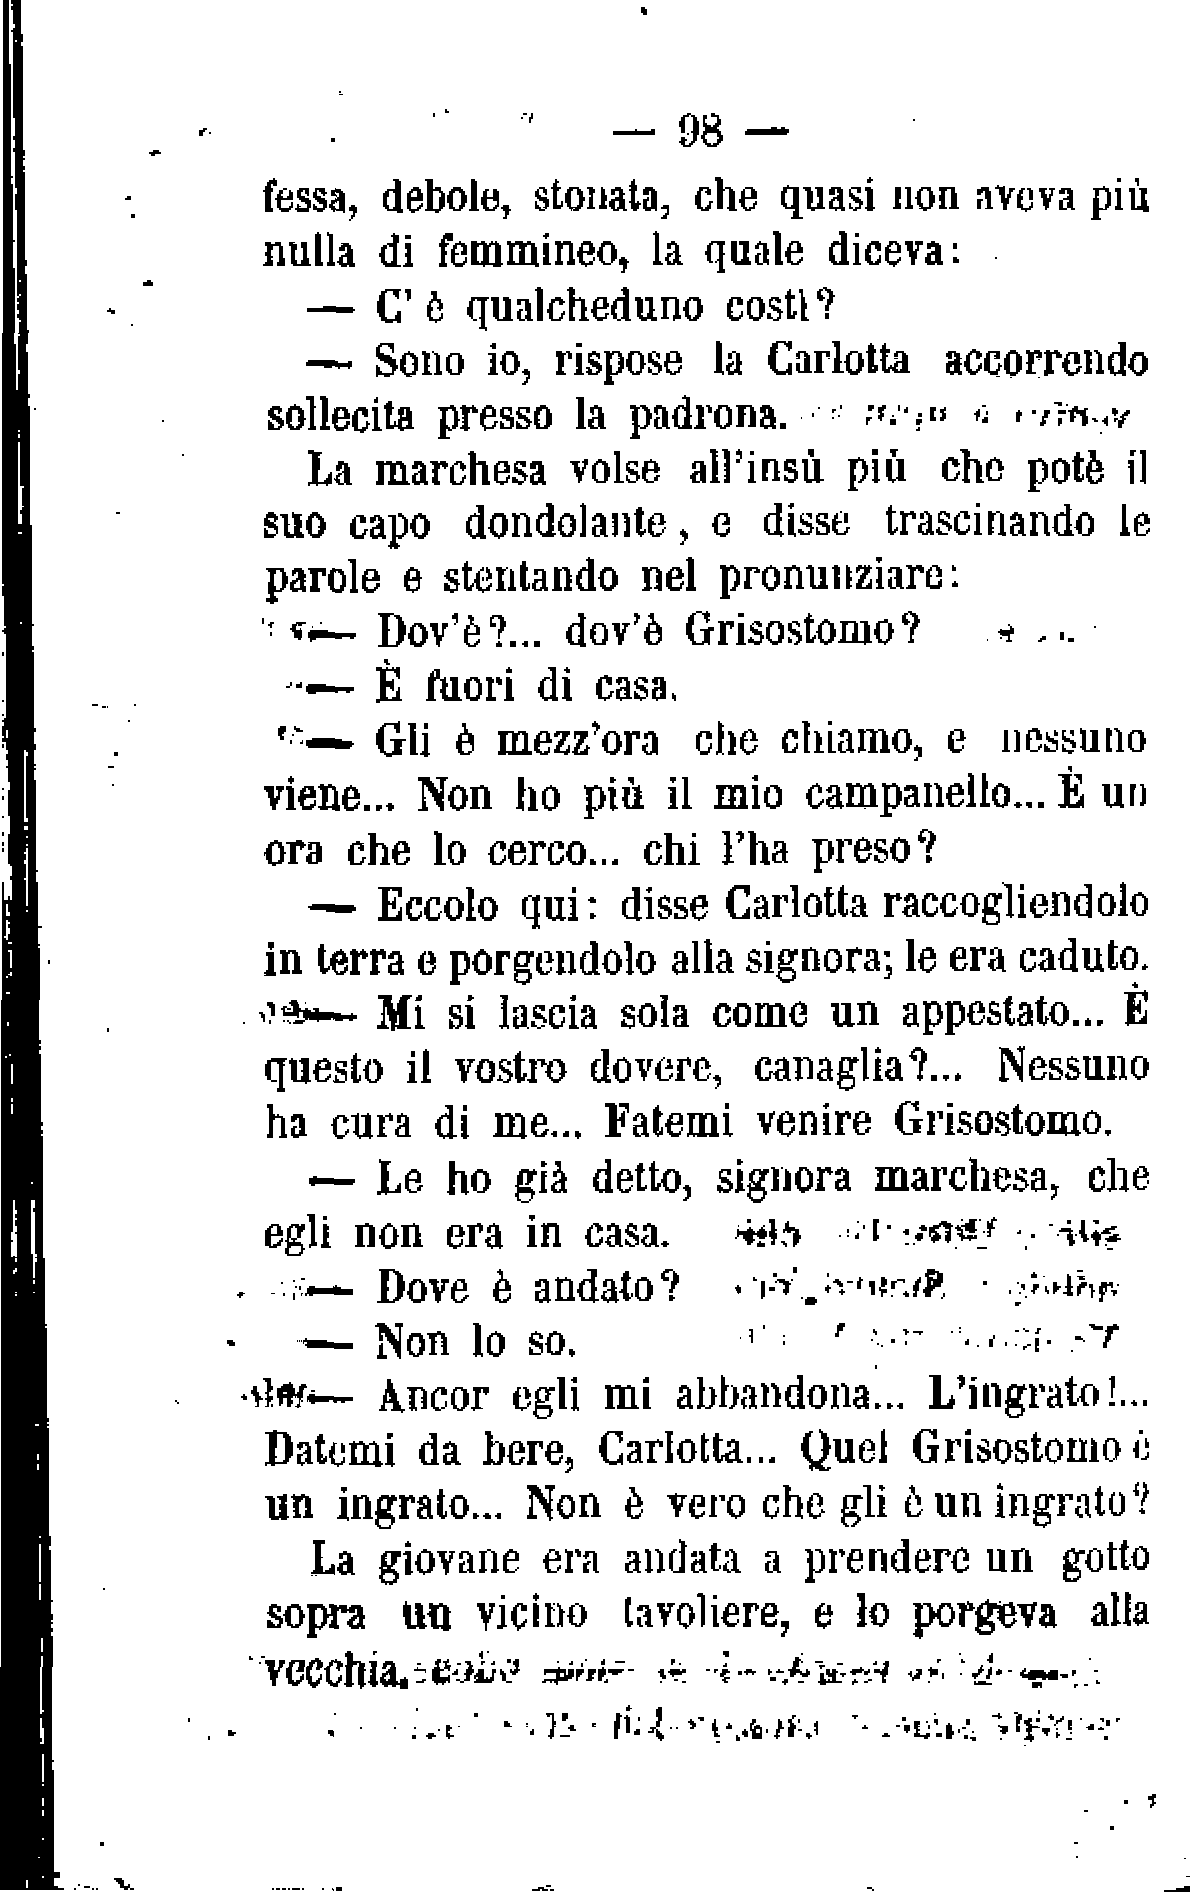 — 98 —
fessa, debole, stonata, che quasi non aveva più
nulla di femmineo, la quale diceva:
— C' è qualcheduno costì?
— Sono io, rispose la Carlotta accorrendo
sollecita presso la padrona.
La marchesa volse all'insù più che potè il
suo capo dondolante, e disse trascinando le
parole e stentando nel pronunziare:
— Dov'è?... dov'è Grisostomo?
— È fuori di casa.
— Gli è mezz'ora che chiamo, e nessuno
viene... Non ho più il mio campanello... È un
ora che lo cerco... chi l'ha preso?
— Eccolo qui: disse Carlotta raccogliendolo
in terra e porgendolo alla signora; le era caduto.
— Mi si lascia sola come un appestato... È
questo il vostro dovere, canaglia?... Nessuno
ha cura di me... Fatemi venire Grisostomo.
— Le ho già detto, signora marchesa, che
egli non era in casa.
— Dove è andato?
— Non lo so.
— Ancor egli mi abbandona... L'ingrato!...
Datemi da bere, Carlotta... Quel Grisostomo è
un ingrato... Non è vero che gli è un ingrato?
La giovane era andata a prendere un gotto
sopra un vicino tavoliere, e lo porgeva alla
vecchia.